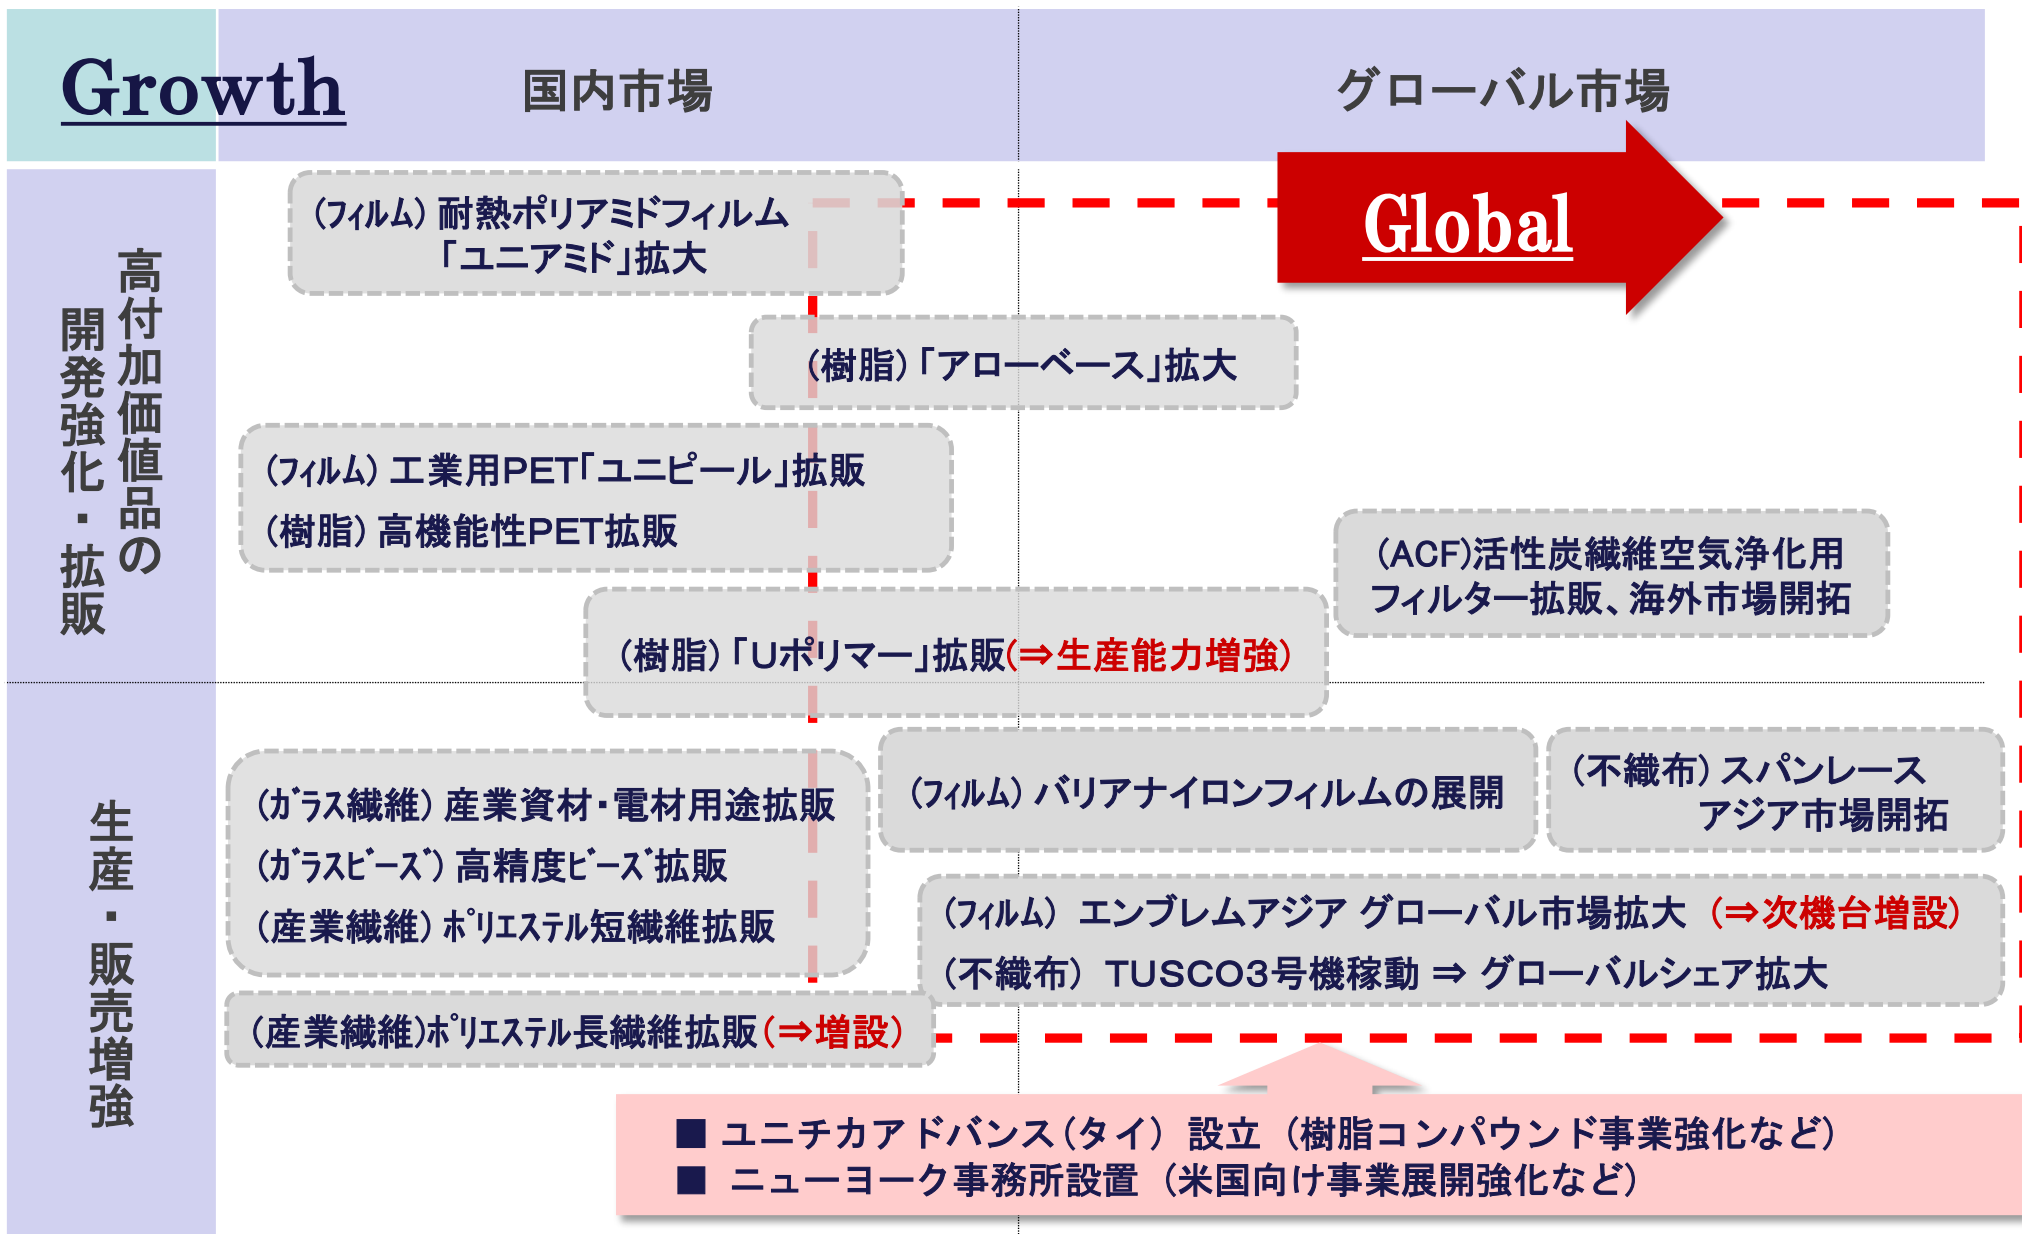 Growth
国内市場
グローバル市場
Global
高付加価値品の
開発強化・拡販
(フィルム) 耐熱ポリアミドフィルム
「ユニアミド」拡大
(樹脂)「アローベース」拡大
(フィルム) 工業用PET「ユニピール」拡販
(樹脂) 高機能性PET拡販
(ACF)活性炭繊維空気浄化用
フィルター拡販、海外市場開拓
(樹脂)「Uポリマー」拡販(⇒生産能力増強)
生産・販売増強
(ｶﾞﾗｽ繊維) 産業資材・電材用途拡販
(ｶﾞﾗｽﾋﾞｰｽﾞ) 高精度ﾋﾞｰｽﾞ拡販
(産業繊維) ﾎﾟﾘｴｽﾃﾙ短繊維拡販
(フィルム) バリアナイロンフィルムの展開
(不織布) スパンレース
アジア市場開拓
(フィルム) エンブレムアジア グローバル市場拡大 (⇒次機台増設)
(不織布) TUSCO3号機稼動 ⇒ グローバルシェア拡大
(産業繊維)ﾎﾟﾘｴｽﾃﾙ長繊維拡販(⇒増設)
■ ユニチカアドバンス(タイ) 設立 (樹脂コンパウンド事業強化など)
■ ニューヨーク事務所設置 (米国向け事業展開強化など)